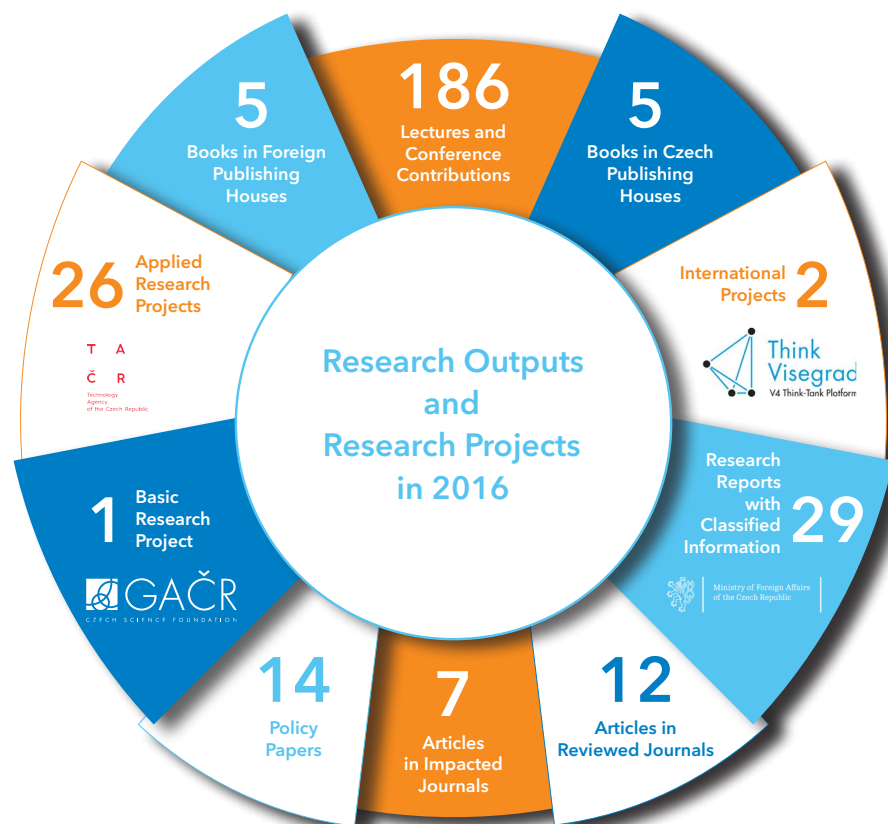 186
Lectures and
Conference
Contributions
5
Books in Czech
Publishing
Houses
International
Projects
2
Think
Visegrad
V4 Think-Tank Platform
Research
Reports
with
Classified
Information
29
Ministry of Foreign Affairs
of the Czech Republic
12
Articles in
Reviewed Journals
7
Articles
in Impacted
Journals
14
Policy
Papers
1
Basic
Research
Project
GAČR
CZECH SCIENCE FOUNDATION
26
Applied
Research
Projects
T A
Č R
Technology
Agency
of the Czech Republic
5
Books in Foreign
Publishing
Houses
Research Outputs
and
Research Projects
in 2016